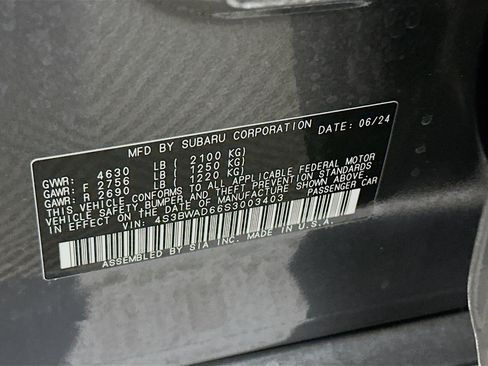 MFD BY SUBARU CORPORATION DATE: 06/24
GVWR: 4630 LB ( 2100 KG)
GAWR: F 2756 LB ( 1250 KG)
GAWR: R 2690 LB ( 1220 KG)
THIS VEHICLE CONFORMS TO ALL APPLICABLE FEDERAL MOTOR
VEHICLE SAFETY, BUMPER, AND THEFT PREVENTION STANDARDS
IN EFFECT ON THE DATE OF MANUFACTURE SHOWN ABOVE.
VIN: 4S3BWAD66S3003403 PASSENGER CAR
ASSEMBLED BY SIA INC. MADE IN U.S.A.